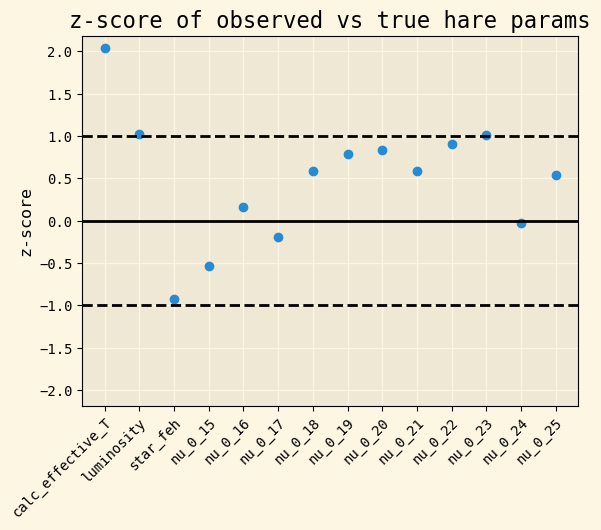 z-score of observed vs true hare params
2.0
1.5
1.0
0.5
0.0
−0.5
−1.0
−1.5
−2.0
z-score
calc_effective_T
luminosity
star_feh
nu_0_15
nu_0_16
nu_0_17
nu_0_18
nu_0_19
nu_0_20
nu_0_21
nu_0_22
nu_0_23
nu_0_24
nu_0_25